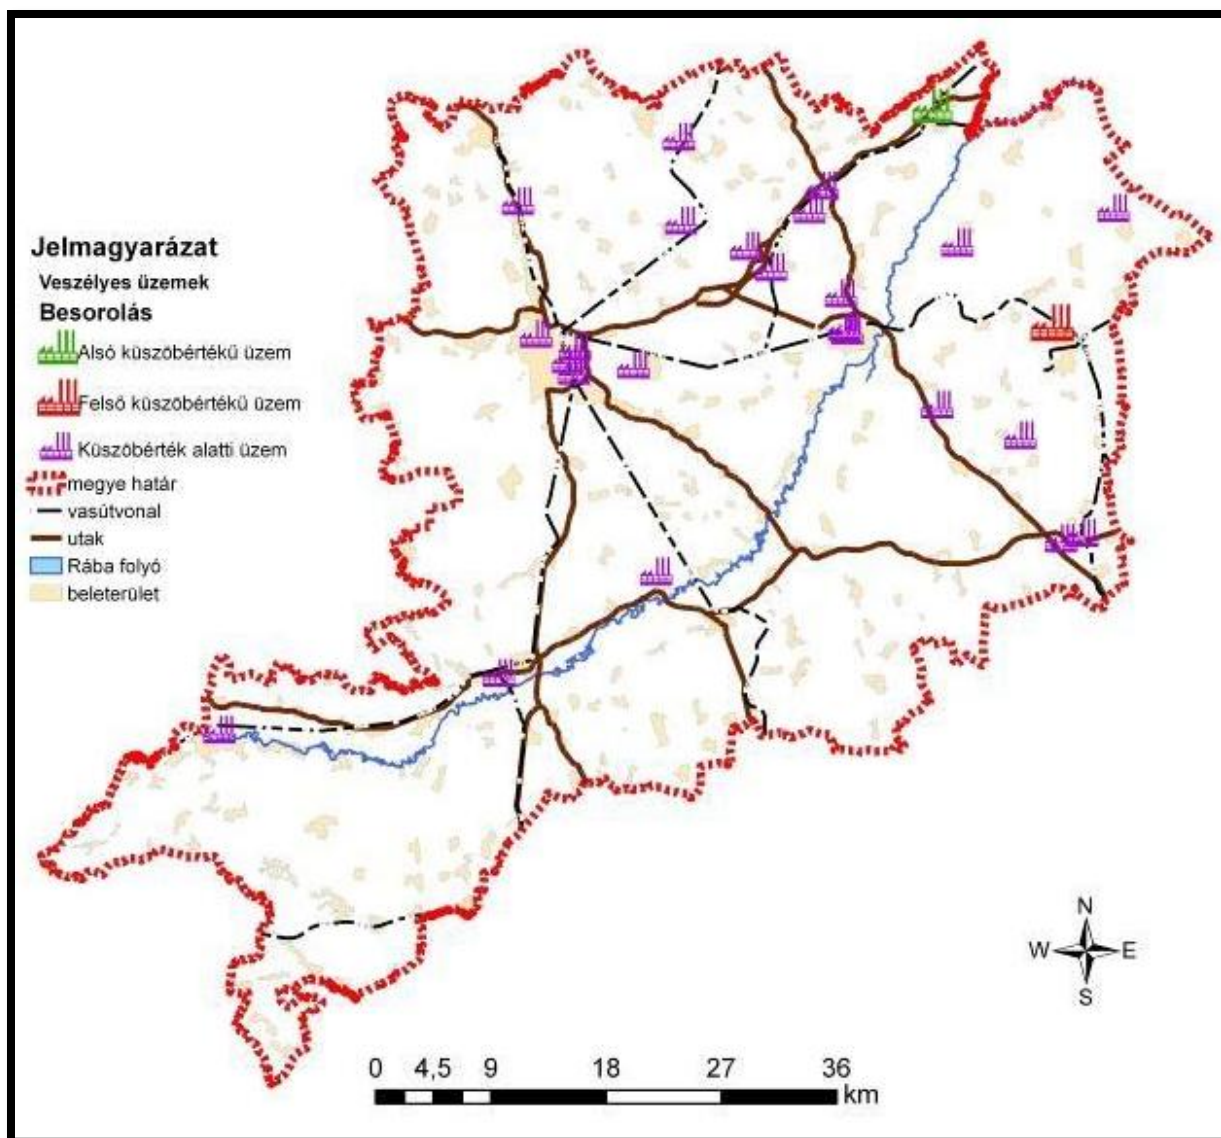 Jelmagyarázat
Veszélyes üzemek
Besorolás
Alsó küszöbértékű üzem
Felső küszöbértékű üzem
Küszöbérték alatti üzem
megye határ
vasútvonal
utak
Rába folyó
beleterület
N
W E
S
0 4,5 9 18 27 36
km